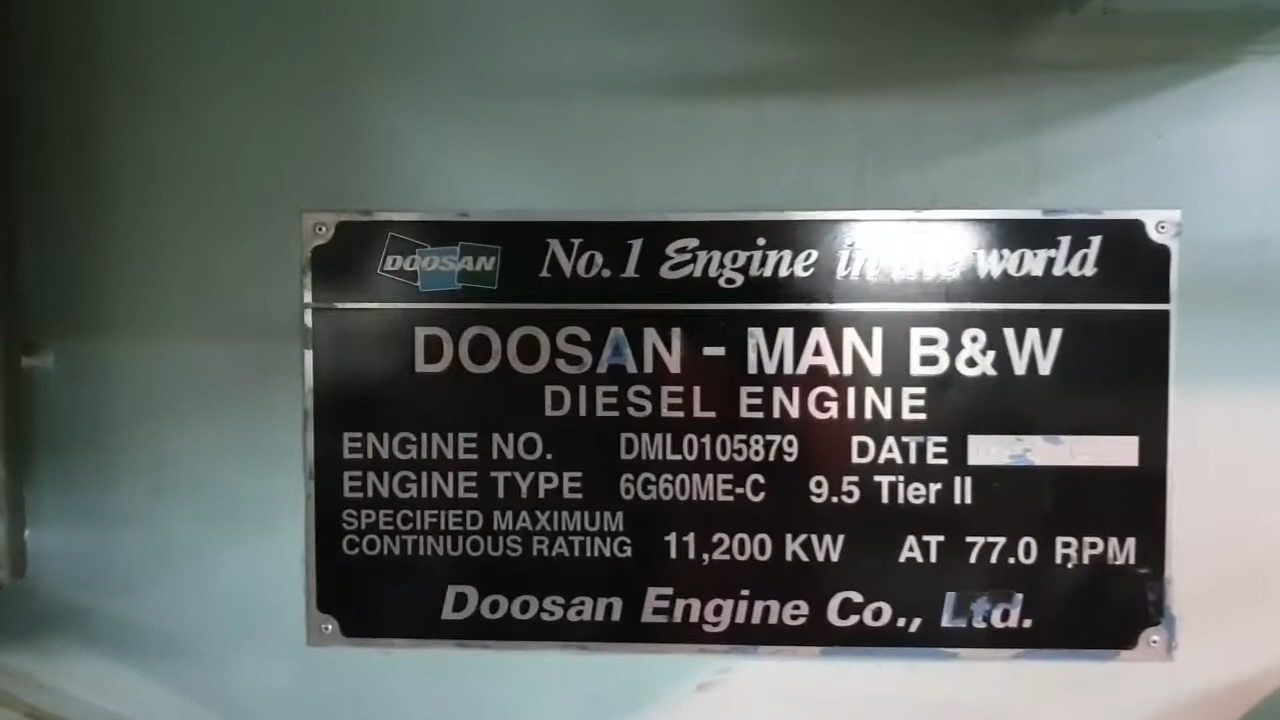 DOOSAN No.1 Engine in the world
DOOSAN - MAN B&W
DIESEL ENGINE
ENGINE NO. DML0105879 DATE
ENGINE TYPE 6G60ME-C 9.5 Tier II
SPECIFIED MAXIMUM
CONTINUOUS RATING 11,200 KW AT 77.0 RPM
Doosan Engine Co., Ltd.